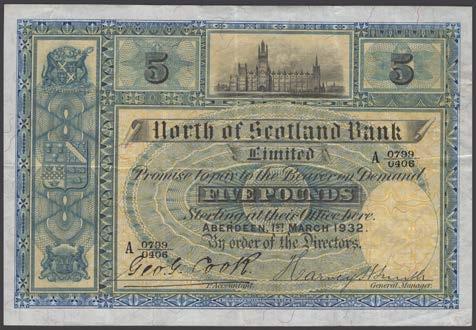 5
5
North of Scotland Bank
Limited
A 0799
0406
Promise to pay to the Bearer on Demand
FIVE POUNDS
Sterling at their Office here.
ABERDEEN, 1ST MARCH 1932.
By order of the Directors.
A 0799
0406
Geo. G. Cook.
Harvey H. Smith
p. Accountant.
General Manager.